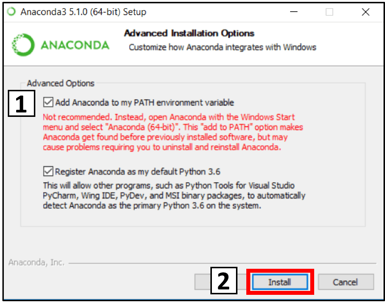 Anaconda3 5.1.0 (64-bit) Setup
ANACONDA
Advanced Installation Options
Customize how Anaconda integrates with Windows
Advanced Options
1
Add Anaconda to my PATH environment variable
Not recommended. Instead, open Anaconda with the Windows Start
menu and select "Anaconda (64-bit)". This "add to PATH" option makes
Anaconda get found before previously installed software, but may
cause problems requiring you to uninstall and reinstall Anaconda.
Register Anaconda as my default Python 3.6
This will allow other programs, such as Python Tools for Visual Studio
PyCharm, Wing IDE, PyDev, and MSI binary packages, to automatically
detect Anaconda as the primary Python 3.6 on the system.
Anaconda, Inc.
2
Install
Cancel